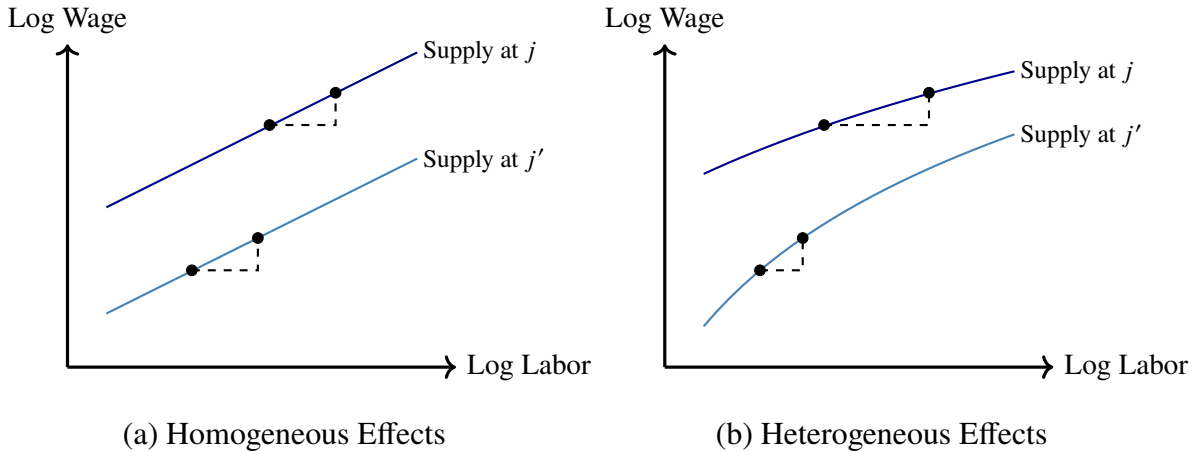 Log Wage
Supply at j
Supply at j′
Log Labor
(a) Homogeneous Effects
Log Wage
Supply at j
Supply at j′
Log Labor
(b) Heterogeneous Effects